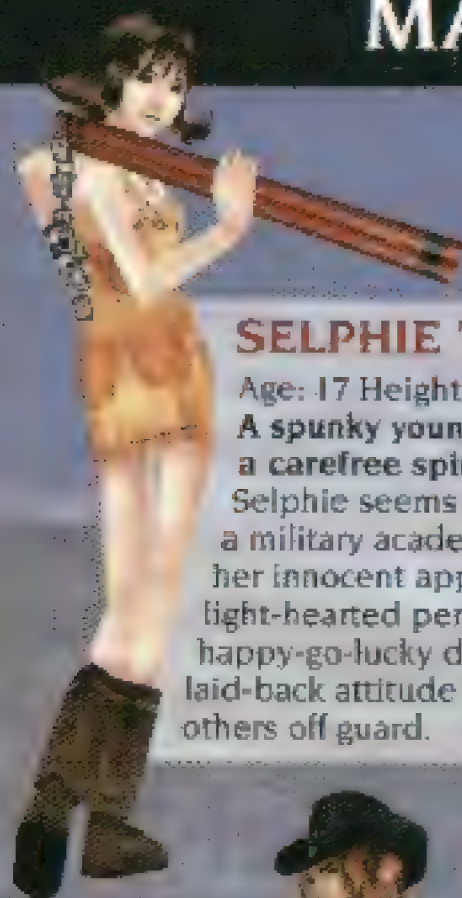 MA
SELPHIE
Age: 17 Height
A spunky youn
a carefree spi
Selphie seems
a military acade
her innocent app
light-hearted per
happy-go-lucky d
laid-back attitude
others off guard.